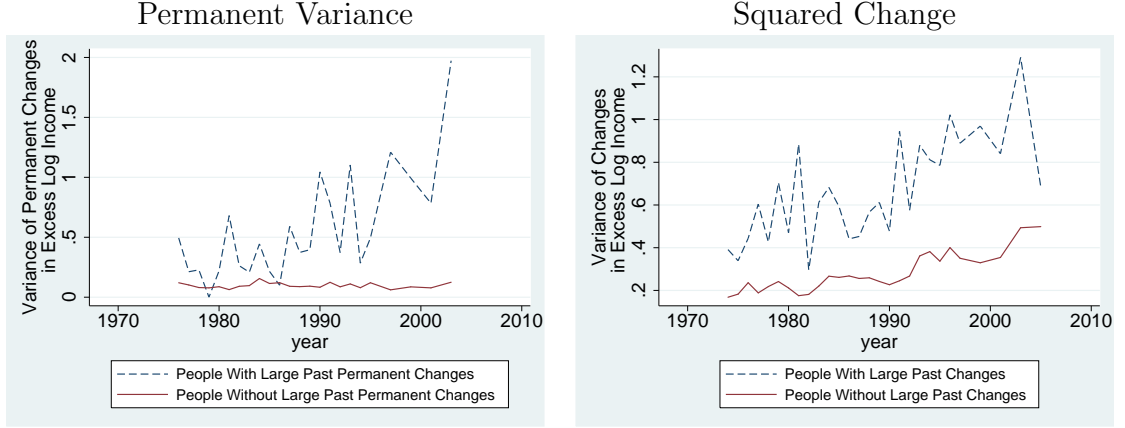 Permanent Variance
Variance of Permanent Changes
in Excess Log Income
2
1.5
1
.5
0
1970 1980 1990 2000 2010
year
People With Large Past Permanent Changes
People Without Large Past Permanent Changes
Squared Change
Variance of Changes
in Excess Log Income
1.2
1
.8
.6
.4
.2
1970 1980 1990 2000 2010
year
People With Large Past Changes
People Without Large Past Changes